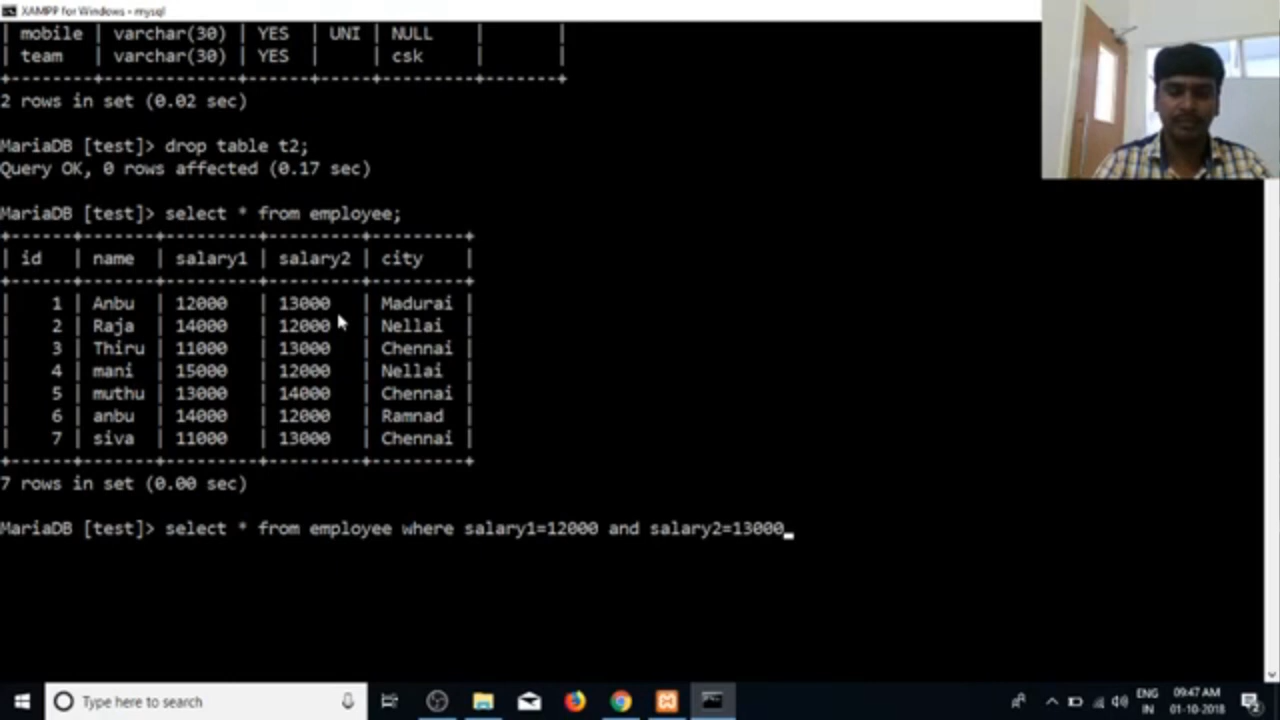 XAMPP for Windows - mysql
| mobile | varchar(30) | YES | UNI | NULL | |
| team | varchar(30) | YES | | csk | |
+--------+-------------+------+-----+---------+-------+
2 rows in set (0.02 sec)
MariaDB [test]> drop table t2;
Query OK, 0 rows affected (0.17 sec)
MariaDB [test]> select * from employee;
+------+-------+---------+---------+---------+
| id | name | salary1 | salary2 | city |
+------+-------+---------+---------+---------+
| 1 | Anbu | 12000 | 13000 | Madurai |
| 2 | Raja | 14000 | 12000 | Nellai |
| 3 | Thiru | 11000 | 13000 | Chennai |
| 4 | mani | 15000 | 12000 | Nellai |
| 5 | muthu | 13000 | 14000 | Chennai |
| 6 | anbu | 14000 | 12000 | Ramnad |
| 7 | siva | 11000 | 13000 | Chennai |
+------+-------+---------+---------+---------+
7 rows in set (0.00 sec)
MariaDB [test]> select * from employee where salary1=12000 and salary2=13000_
Type here to search
ENG
IN
09:47 AM
01-10-2018
2